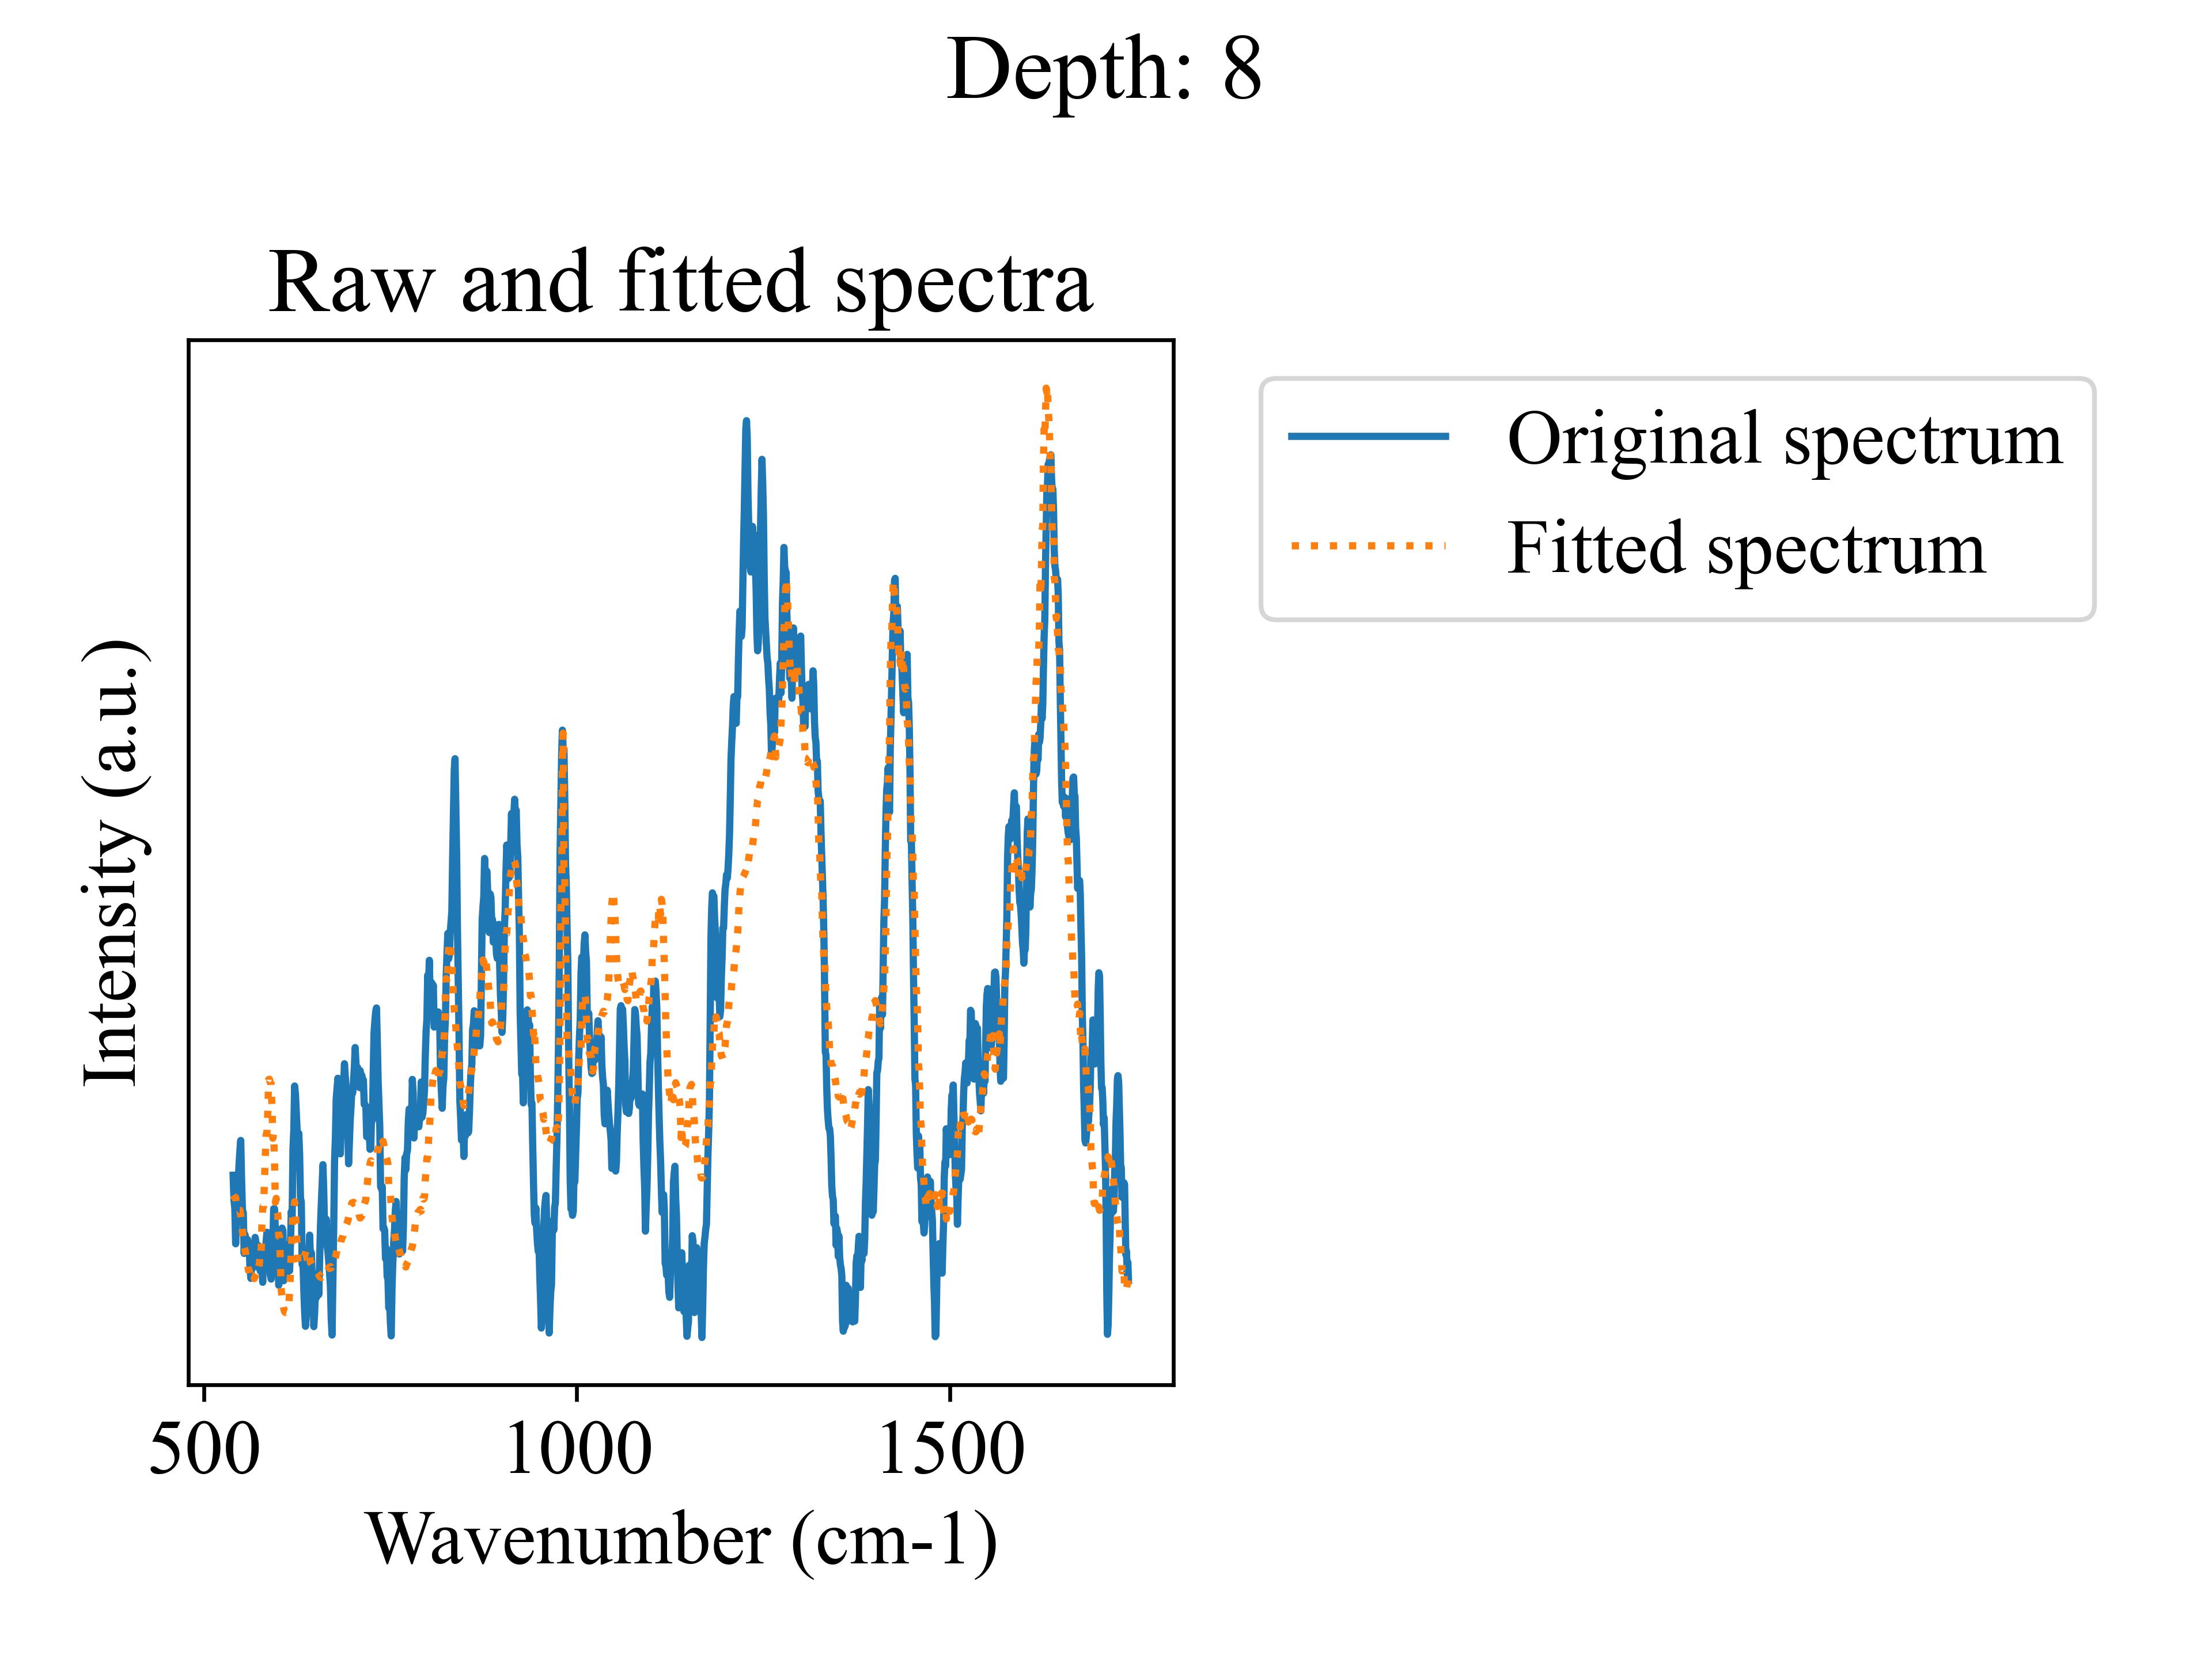 Depth: 8
Raw and fitted spectra
Original spectrum
Fitted spectrum
Intensity (a.u.)
500 1000 1500
Wavenumber (cm-1)